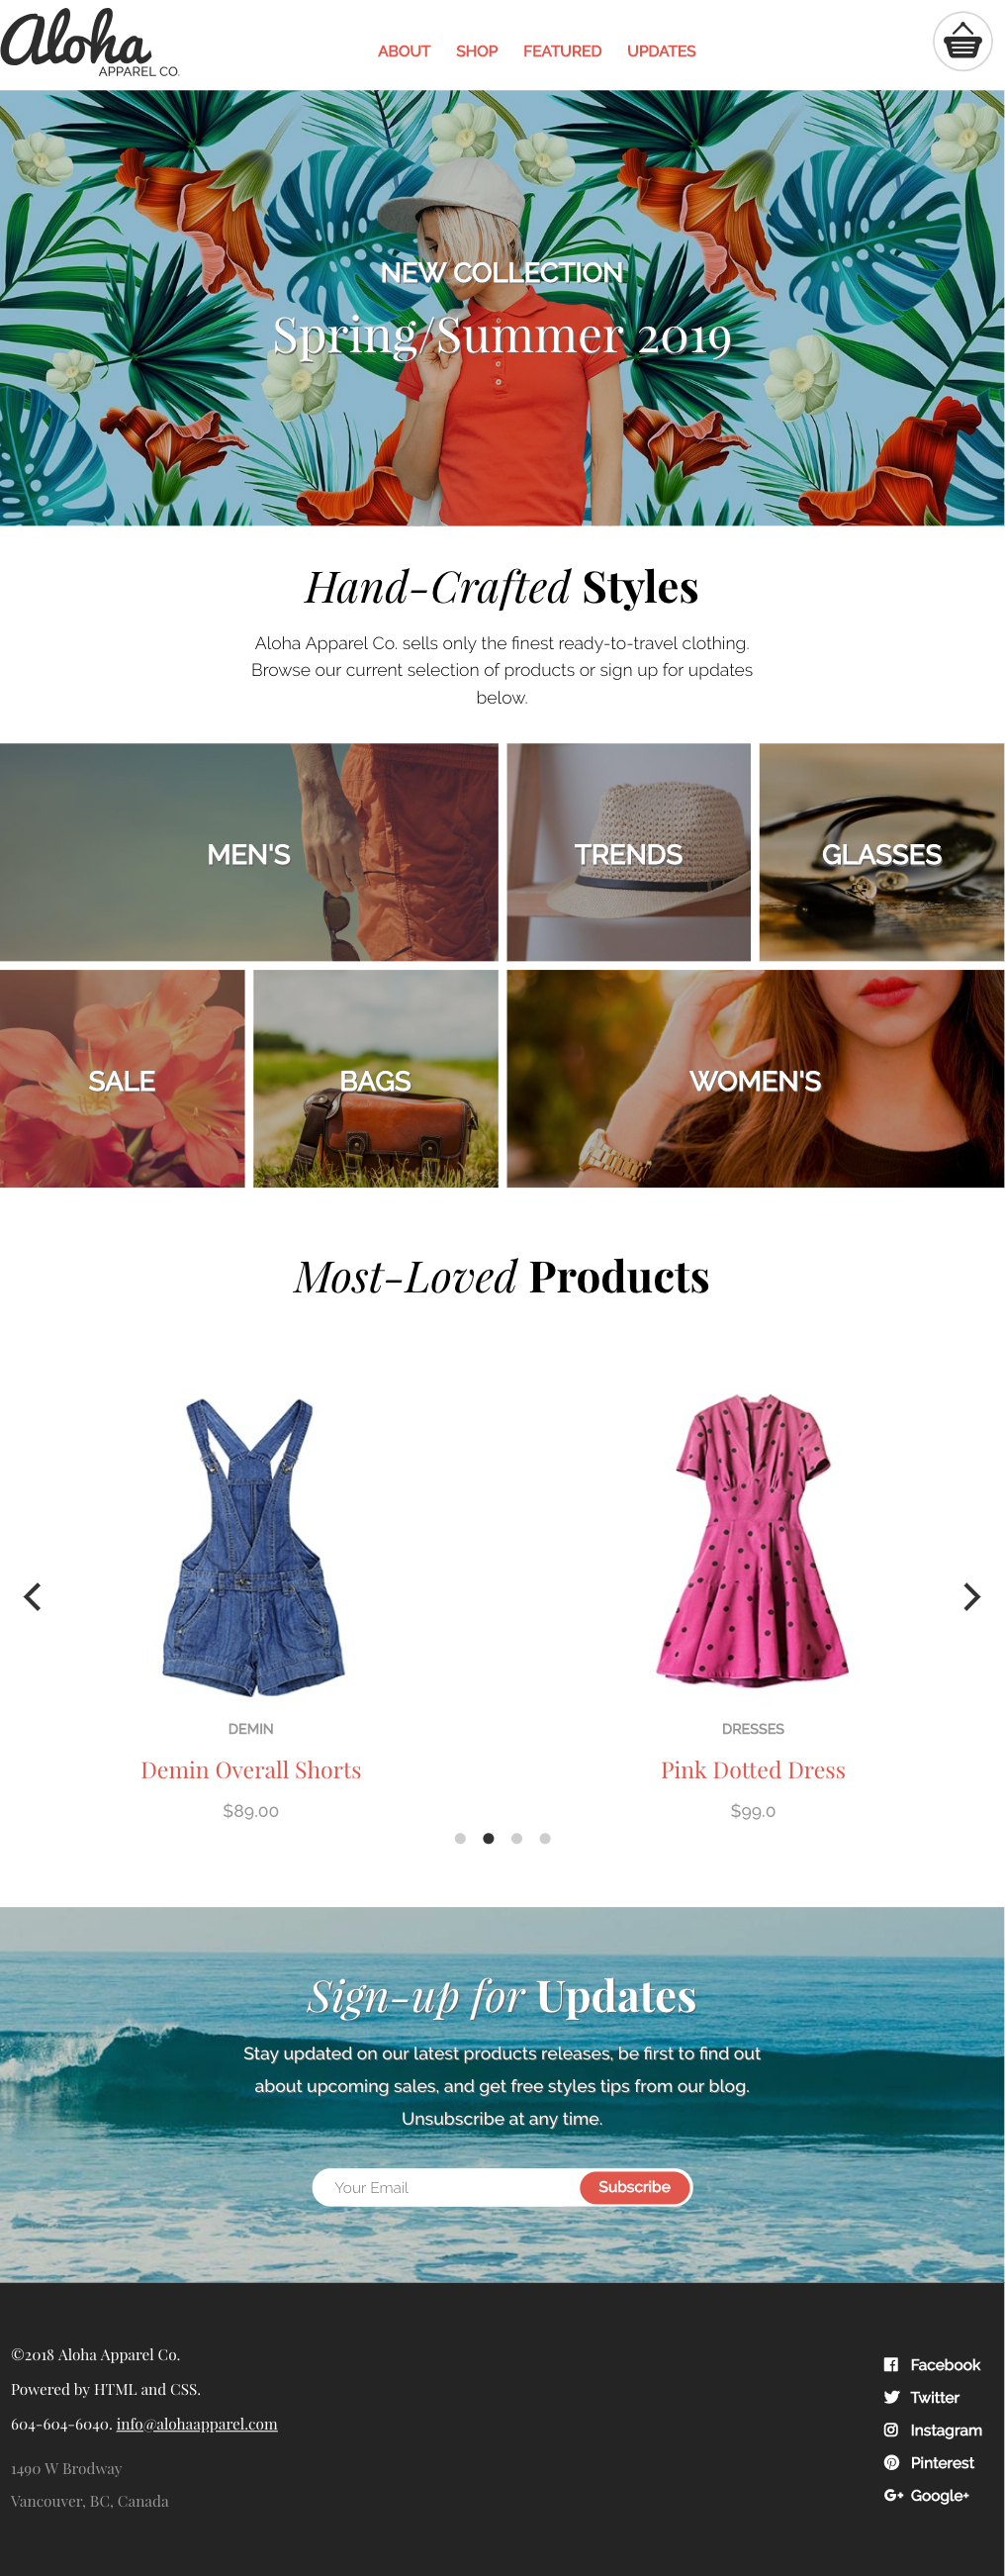 Aloha
APPAREL CO.
ABOUT SHOP FEATURED UPDATES
NEW COLLECTION
Spring/Summer 2019
Hand-Crafted Styles
Aloha Apparel Co. sells only the finest ready-to-travel clothing.
Browse our current selection of products or sign up for updates
below.
MEN'S
TRENDS
GLASSES
SALE
BAGS
WOMEN'S
Most-Loved Products
DEMIN
Demin Overall Shorts
$89.00
DRESSES
Pink Dotted Dress
$99.0
Sign-up for Updates
Stay updated on our latest products releases, be first to find out
about upcoming sales, and get free styles tips from our blog.
Unsubscribe at any time.
Your Email
Subscribe
©2018 Aloha Apparel Co.
Powered by HTML and CSS.
604-604-6040. info@alohaapparel.com
1490 W Brodway
Vancouver, BC, Canada
Facebook
Twitter
Instagram
Pinterest
Google+